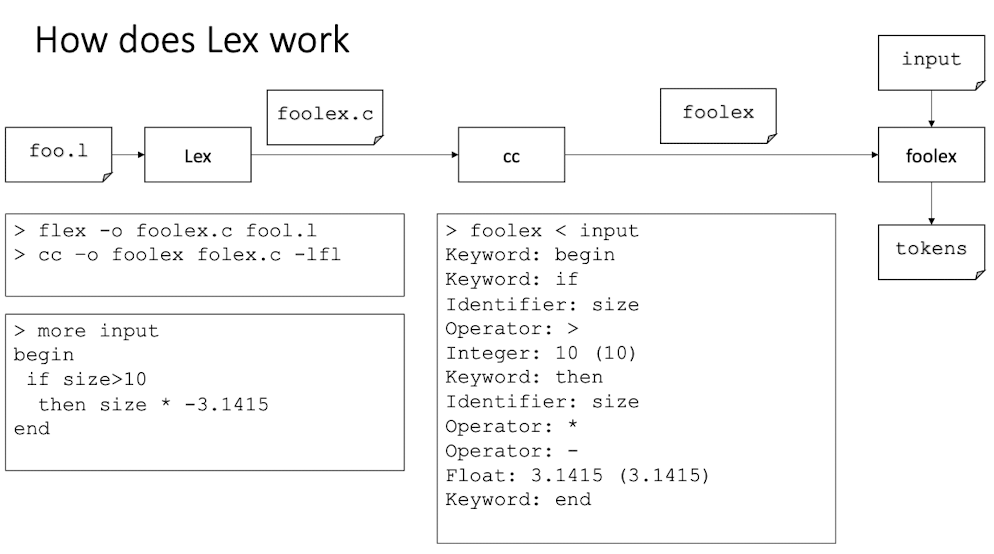 How does Lex work
input
foolex.c
foolex
foo.l
Lex
cc
foolex
tokens
> flex -o foolex.c fool.l
> cc -o foolex folex.c -lfl
> more input
begin
if size>10
then size * -3.1415
end
> foolex < input
Keyword: begin
Keyword: if
Identifier: size
Operator: >
Integer: 10 (10)
Keyword: then
Identifier: size
Operator: *
Operator: -
Float: 3.1415 (3.1415)
Keyword: end